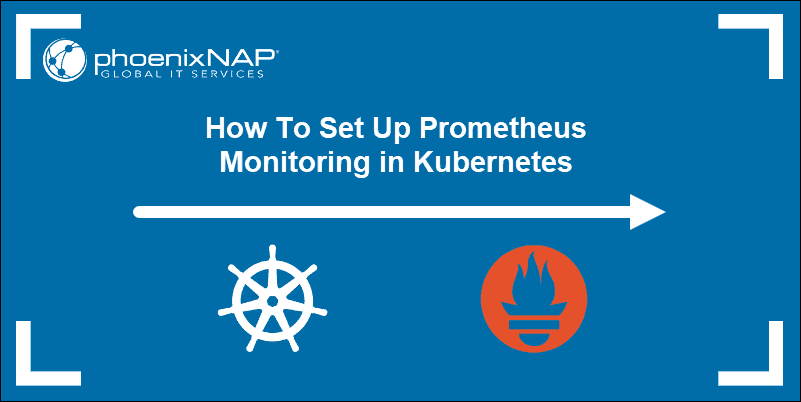 phoenixNAP®
GLOBAL IT SERVICES
How To Set Up Prometheus
Monitoring in Kubernetes